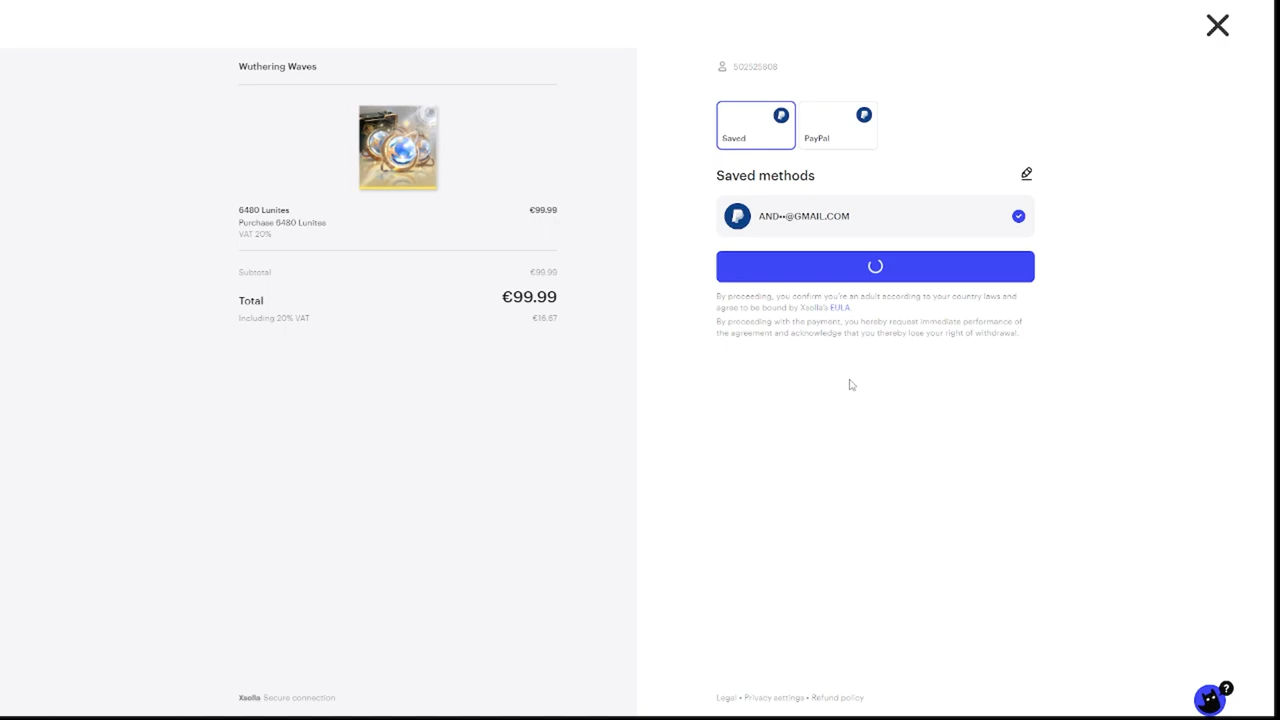 Wuthering Waves
6480 Lunites €99.99
Purchase 6480 Lunites
VAT 20%
Subtotal €99.99
Total €99.99
Including 20% VAT €16.67
Xsolla Secure connection
502525808
Saved
PayPal
Saved methods
AND••@GMAIL.COM
By proceeding, you confirm you're an adult according to your country laws and
agree to be bound by Xsolla's EULA.
By proceeding with the payment, you hereby request immediate performance of
the agreement and acknowledge that you thereby lose your right of withdrawal.
Legal • Privacy settings • Refund policy
?